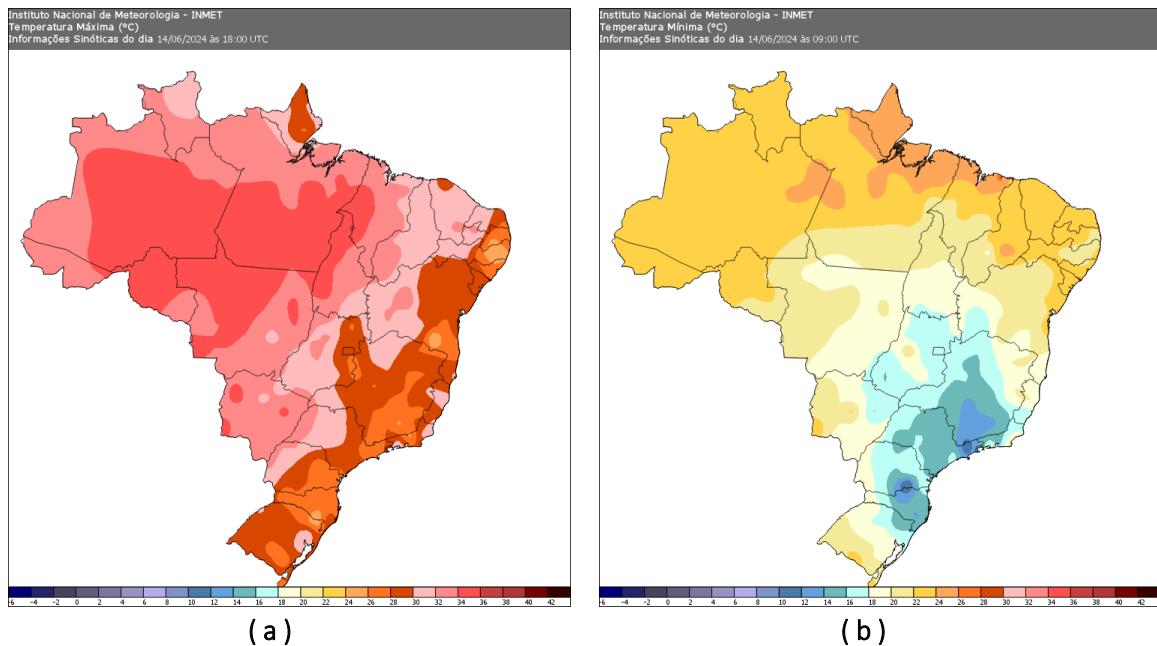 Instituto Nacional de Meteorologia - INMET
Temperatura Máxima (°C)
Informações Sinóticas do dia 14/06/2024 às 18:00 UTC
-6 -4 -2 0 2 4 6 8 10 12 14 16 18 20 22 24 26 28 30 32 34 36 38 40 42
( a )
Instituto Nacional de Meteorologia - INMET
Temperatura Mínima (°C)
Informações Sinóticas do dia 14/06/2024 às 09:00 UTC
-6 -4 -2 0 2 4 6 8 10 12 14 16 18 20 22 24 26 28 30 32 34 36 38 40 42
( b )